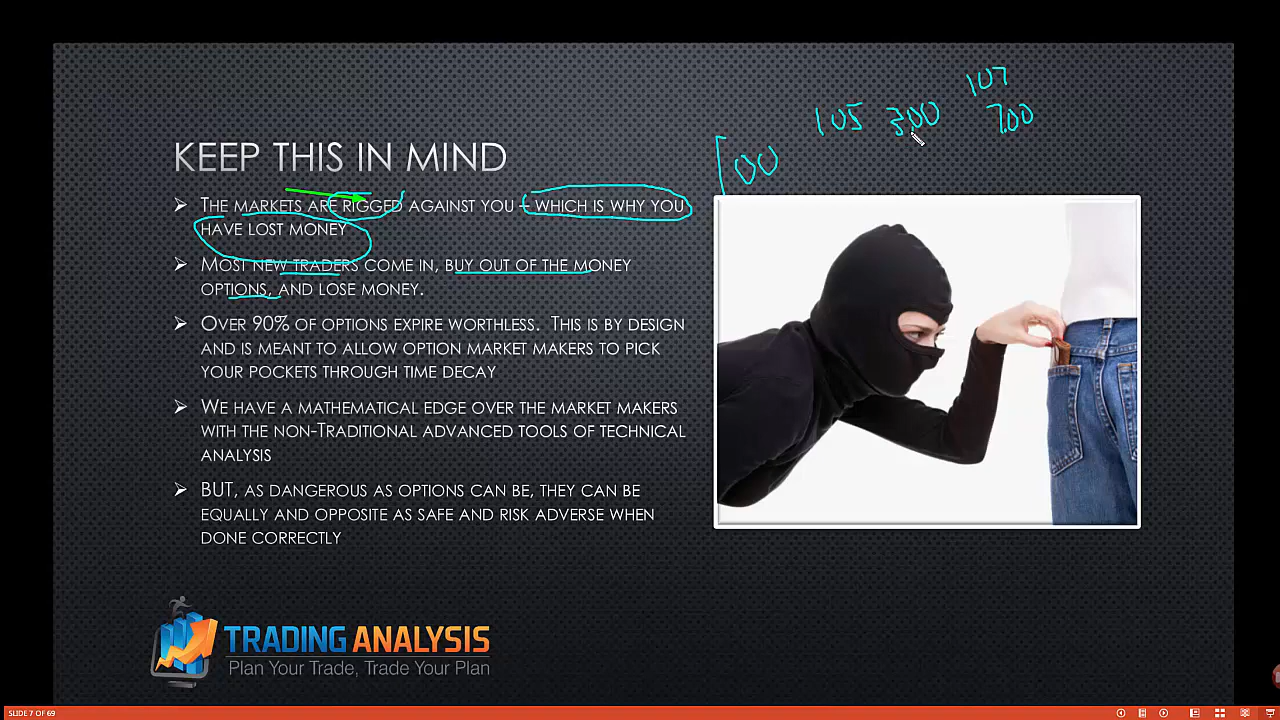 107
105 300 7.00
100
KEEP THIS IN MIND
THE MARKETS ARE RIGGED AGAINST YOU – WHICH IS WHY YOU
HAVE LOST MONEY
MOST NEW TRADERS COME IN, BUY OUT OF THE MONEY
OPTIONS, AND LOSE MONEY.
OVER 90% OF OPTIONS EXPIRE WORTHLESS. THIS IS BY DESIGN
AND IS MEANT TO ALLOW OPTION MARKET MAKERS TO PICK
YOUR POCKETS THROUGH TIME DECAY
WE HAVE A MATHEMATICAL EDGE OVER THE MARKET MAKERS
WITH THE NON-TRADITIONAL ADVANCED TOOLS OF TECHNICAL
ANALYSIS
BUT, AS DANGEROUS AS OPTIONS CAN BE, THEY CAN BE
EQUALLY AND OPPOSITE AS SAFE AND RISK ADVERSE WHEN
DONE CORRECTLY
TRADING ANALYSIS
Plan Your Trade, Trade Your Plan
SLIDE 7 OF 69